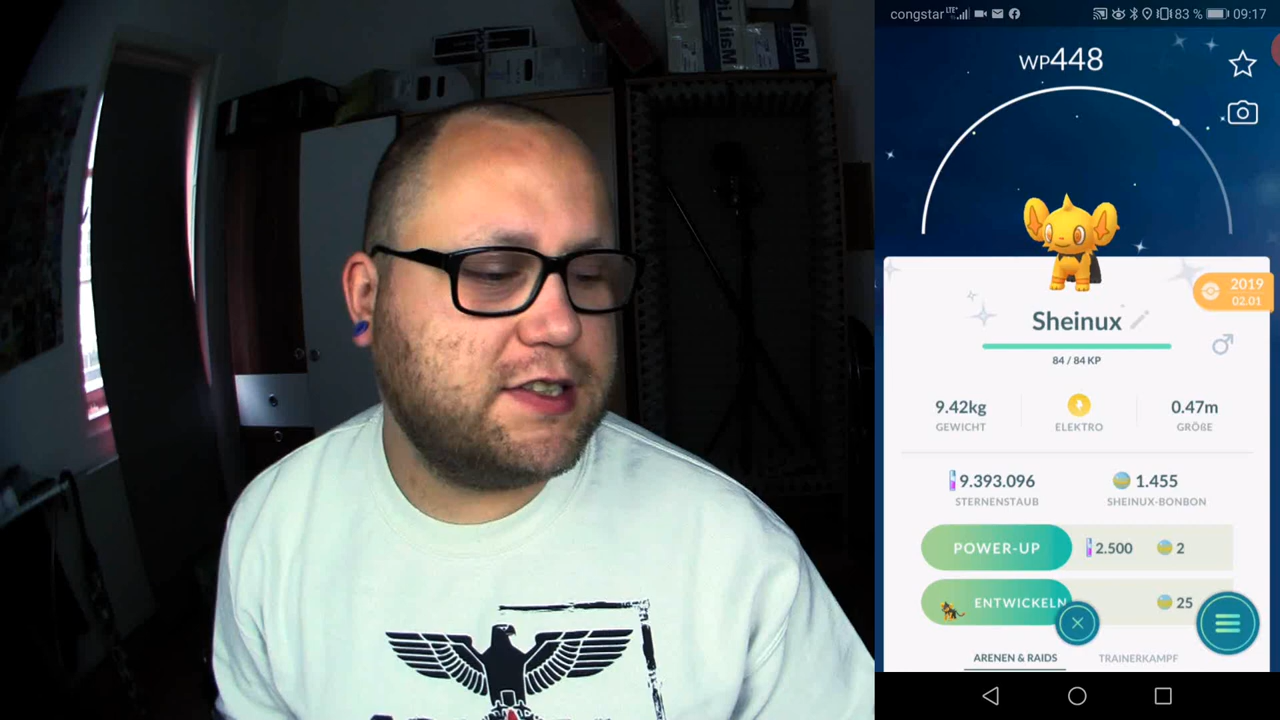 congstar LTE 83 % 09:17
WP448
2019
02.01
Sheinux
84 / 84 KP
9.42kg
GEWICHT
ELEKTRO
0.47m
GRÖßE
9.393.096
STERNENSTAUB
1.455
SHEINUX-BONBON
POWER-UP
2.500
2
ENTWICKELN
25
ARENEN & RAIDS
TRAINERKAMPF